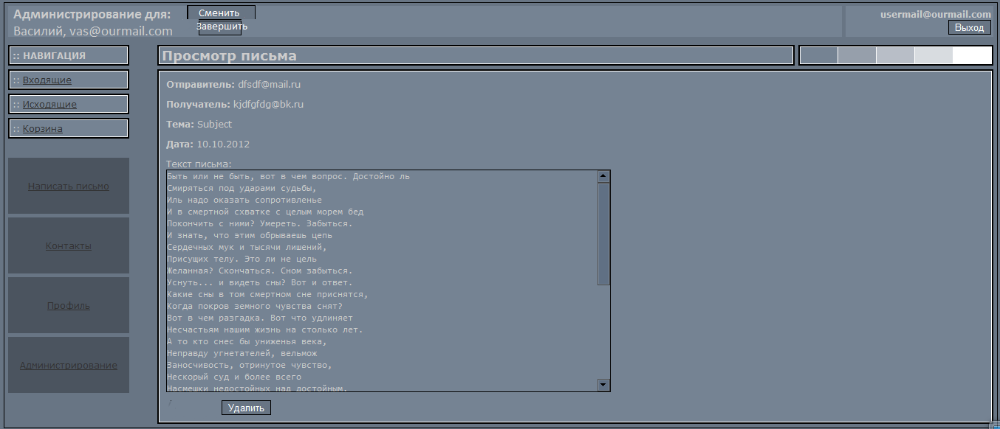 Администрирование для:
Василий, vas@ourmail.com
Сменить
Завершить
usermail@ourmail.com
Выход
:: НАВИГАЦИЯ
:: Входящие
:: Исходящие
:: Корзина
Написать письмо
Контакты
Профиль
Администрирование
Просмотр письма
Отправитель: dfsdf@mail.ru
Получатель: kjdfgfdg@bk.ru
Тема: Subject
Дата: 10.10.2012
Текст письма:
Быть или не быть, вот в чем вопрос. Достойно ль
Смиряться под ударами судьбы,
Иль надо оказать сопротивленье
И в смертной схватке с целым морем бед
Покончить с ними? Умереть. Забыться.
И знать, что этим обрываешь цепь
Сердечных мук и тысячи лишений,
Присущих телу. Это ли не цель
Желанная? Скончаться. Сном забыться.
Уснуть... и видеть сны? Вот и ответ.
Какие сны в том смертном сне приснятся,
Когда покров земного чувства снят?
Вот в чем разгадка. Вот что удлиняет
Несчастьям нашим жизнь на столько лет.
А то кто снес бы униженья века,
Неправду угнетателей, вельмож
Заносчивость, отринутое чувство,
Нескорый суд и более всего
Насмешки недостойных над достойным.
Удалить